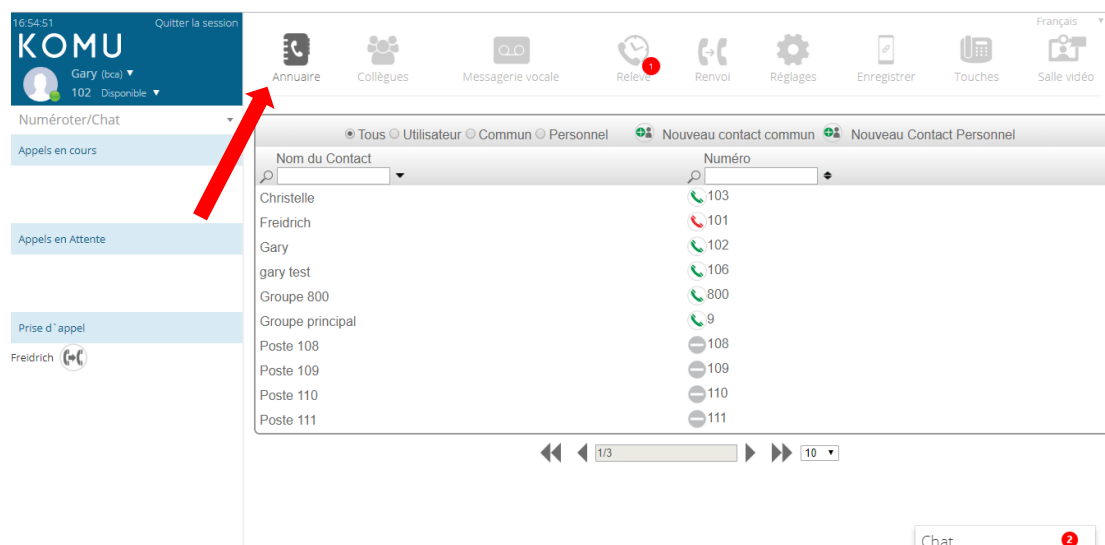 16:54:51 Quitter la session
KOMU
Gary (bca) ▼
102 Disponible ▼
Français ▼
Annuaire Collègues Messagerie vocale Relevé 1 Renvoi Réglages Enregistrer Touches Salle vidéo
Numéroter/Chat
Appels en cours
Appels en Attente
Prise d`appel
Freidrich
Tous Utilisateur Commun Personnel Nouveau contact commun Nouveau Contact Personnel
Nom du Contact Numéro
Christelle 103
Freidrich 101
Gary 102
gary test 106
Groupe 800 800
Groupe principal 9
Poste 108 108
Poste 109 109
Poste 110 110
Poste 111 111
1/3 10
Chat 2